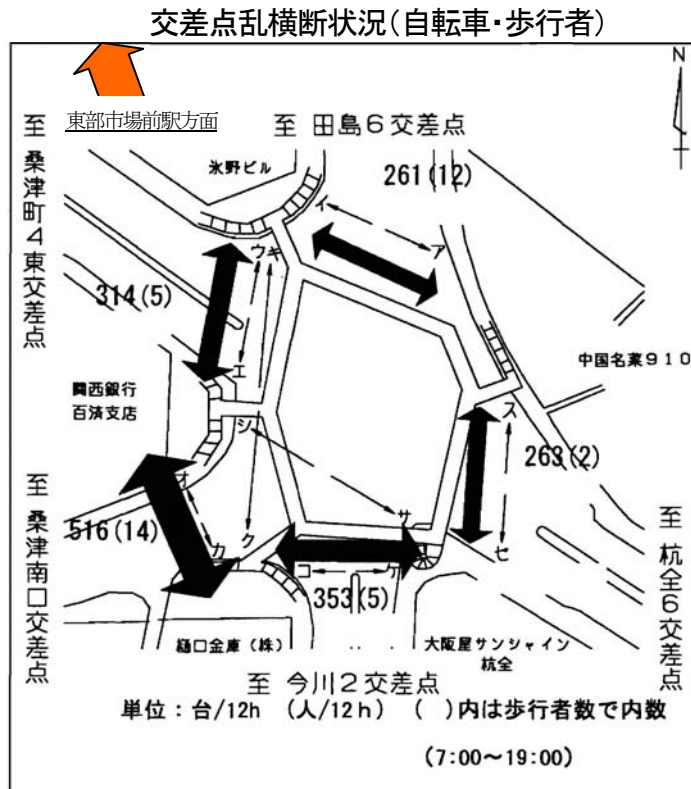 交差点乱横断状況(自転車・歩行者)
N
東部市場前駅方面
至 桑津町4東交差点
至 田島6交差点
氷野ビル
261(12)
イ
ア
ウキ
314(5)
エ
中国名菜910
関西銀行
百済支店
シ
ス
263(2)
サ
オ
至 桑津南口交差点
516(14)
カ
ク
セ
コ
ケ
353(5)
至 杭全6交差点
樋口金庫(株)
大阪屋サンシャイン
杭全
至 今川2交差点
単位:台/12h (人/12h) ( )内は歩行者数で内数
(7:00~19:00)